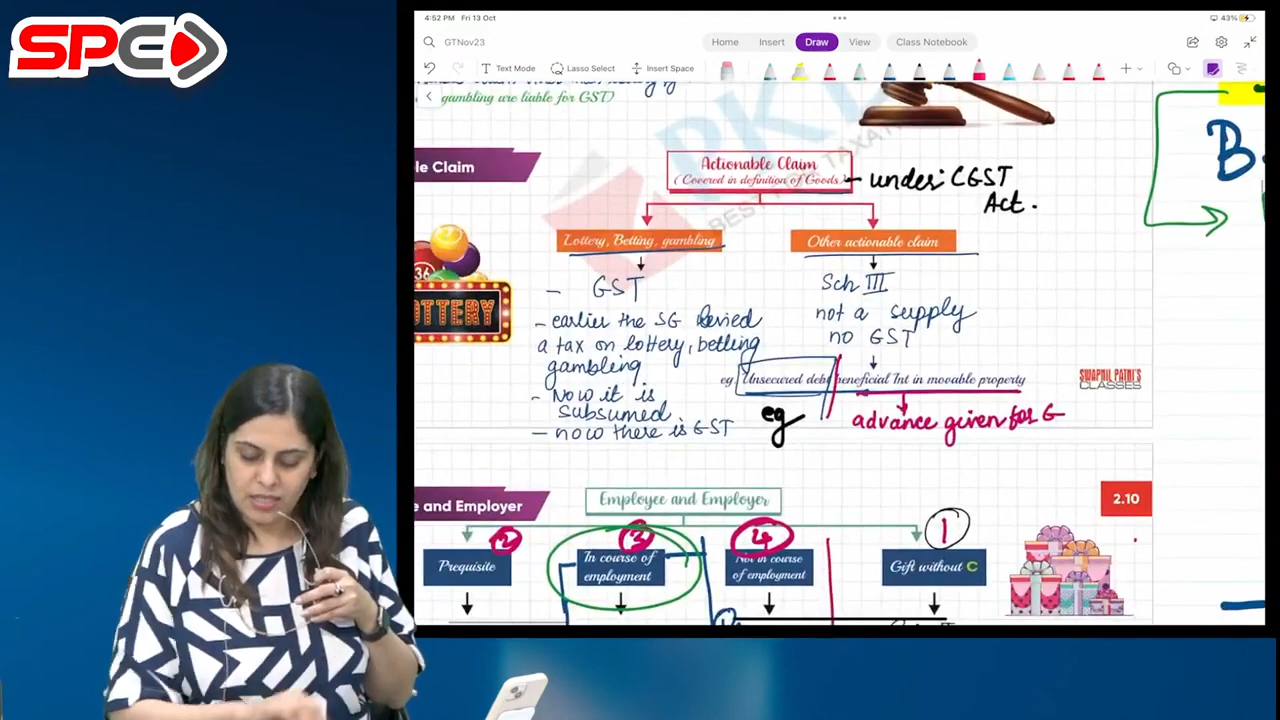 SPC
4:52 PM Fri 13 Oct
43%
GTNov23
Home
Insert
Draw
View
Class Notebook
Text Mode
Lasso Select
Insert Space
gambling are liable for GST)
le Claim
Actionable Claim
(Covered in definition of Goods)
under CGST
Act.
B
Lottery, Betting, gambling
Other actionable claim
36
OTTERY
- GST
- earlier the SG levied
a tax on lottery, betting
gambling
- Now it is
subsumed
- now there is GST
Sch III
not a supply
no GST
eg Unsecured debt beneficial Int in movable property
eg
advance given for G
SWAPNIL PATNI'S
CLASSES
e and Employer
Employee and Employer
2.10
2
3
4
1
Prequisite
In course of
employment
Not in course
of employment
Gift without C